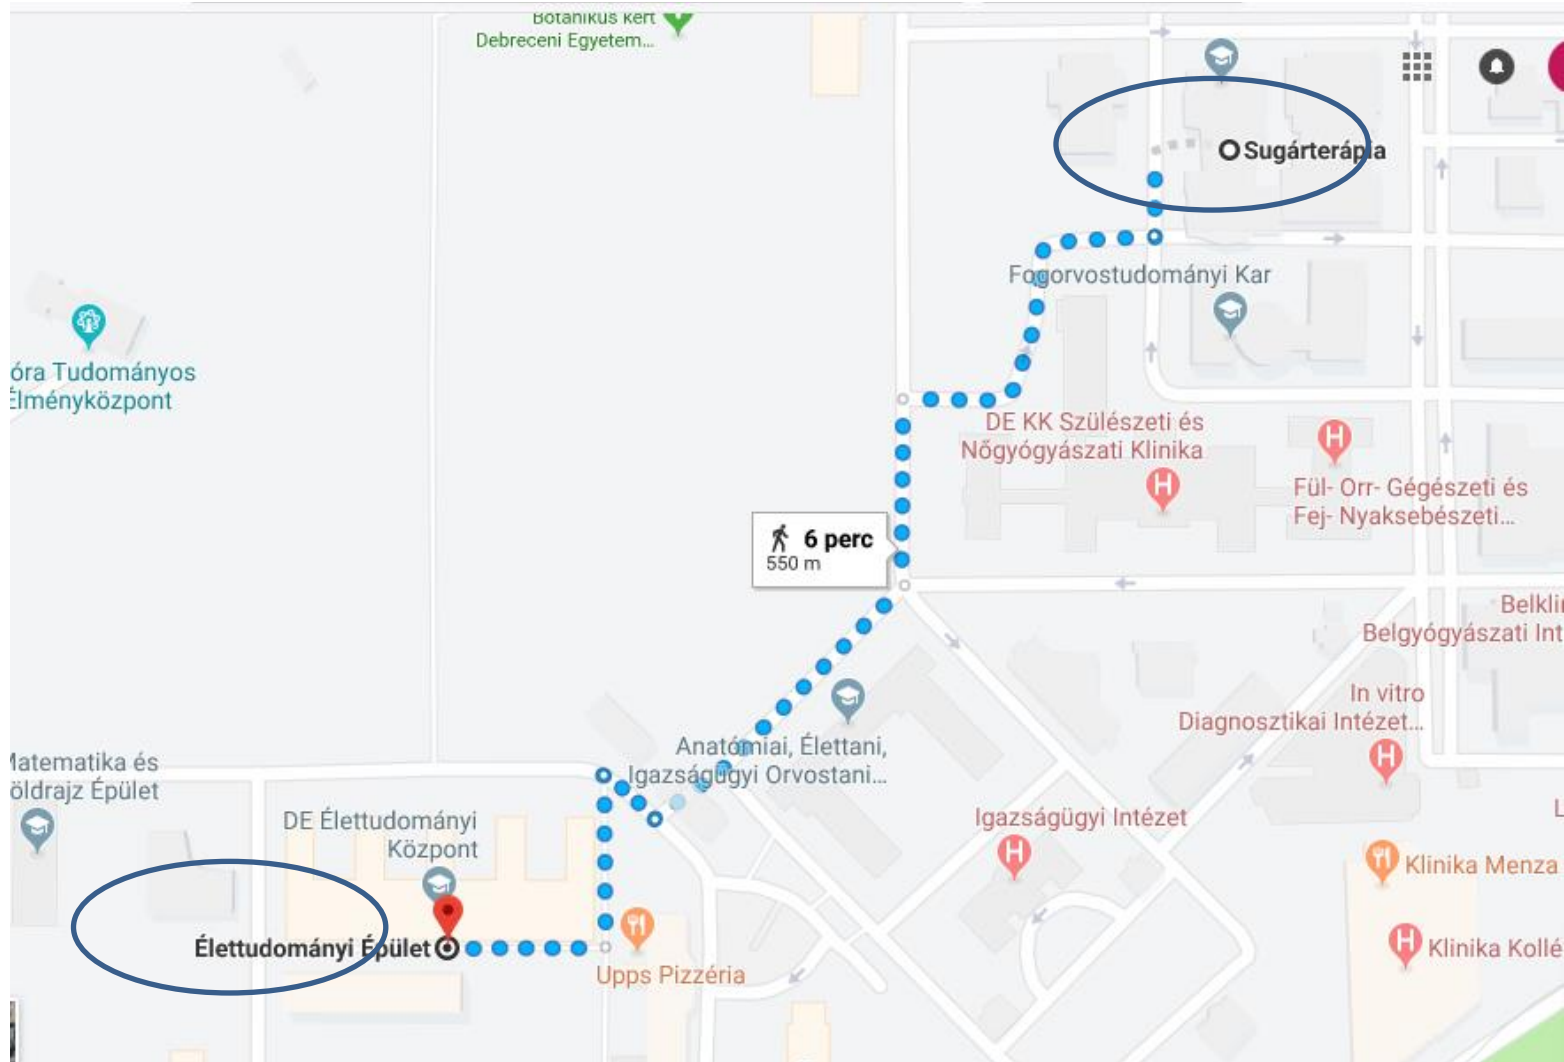 Botanikus kert
Debreceni Egyetem...
Sugárterápia
Fogorvostudományi Kar
óra Tudományos
Élményközpont
DE KK Szülészeti és
Nőgyógyászati Klinika
H
H
Fül- Orr- Gégészeti és
Fej- Nyaksebészeti...
6 perc
550 m
Belklin
Belgyógyászati Int
In vitro
Diagnosztikai Intézet...
H
Anatómiai, Élettani,
Igazságügyi Orvostani...
Matematika és
öldrajz Épület
DE Élettudományi
Központ
Igazságügyi Intézet
H
L
Klinika Menza
Élettudományi Épület
Upps Pizzéria
H
Klinika Kollé